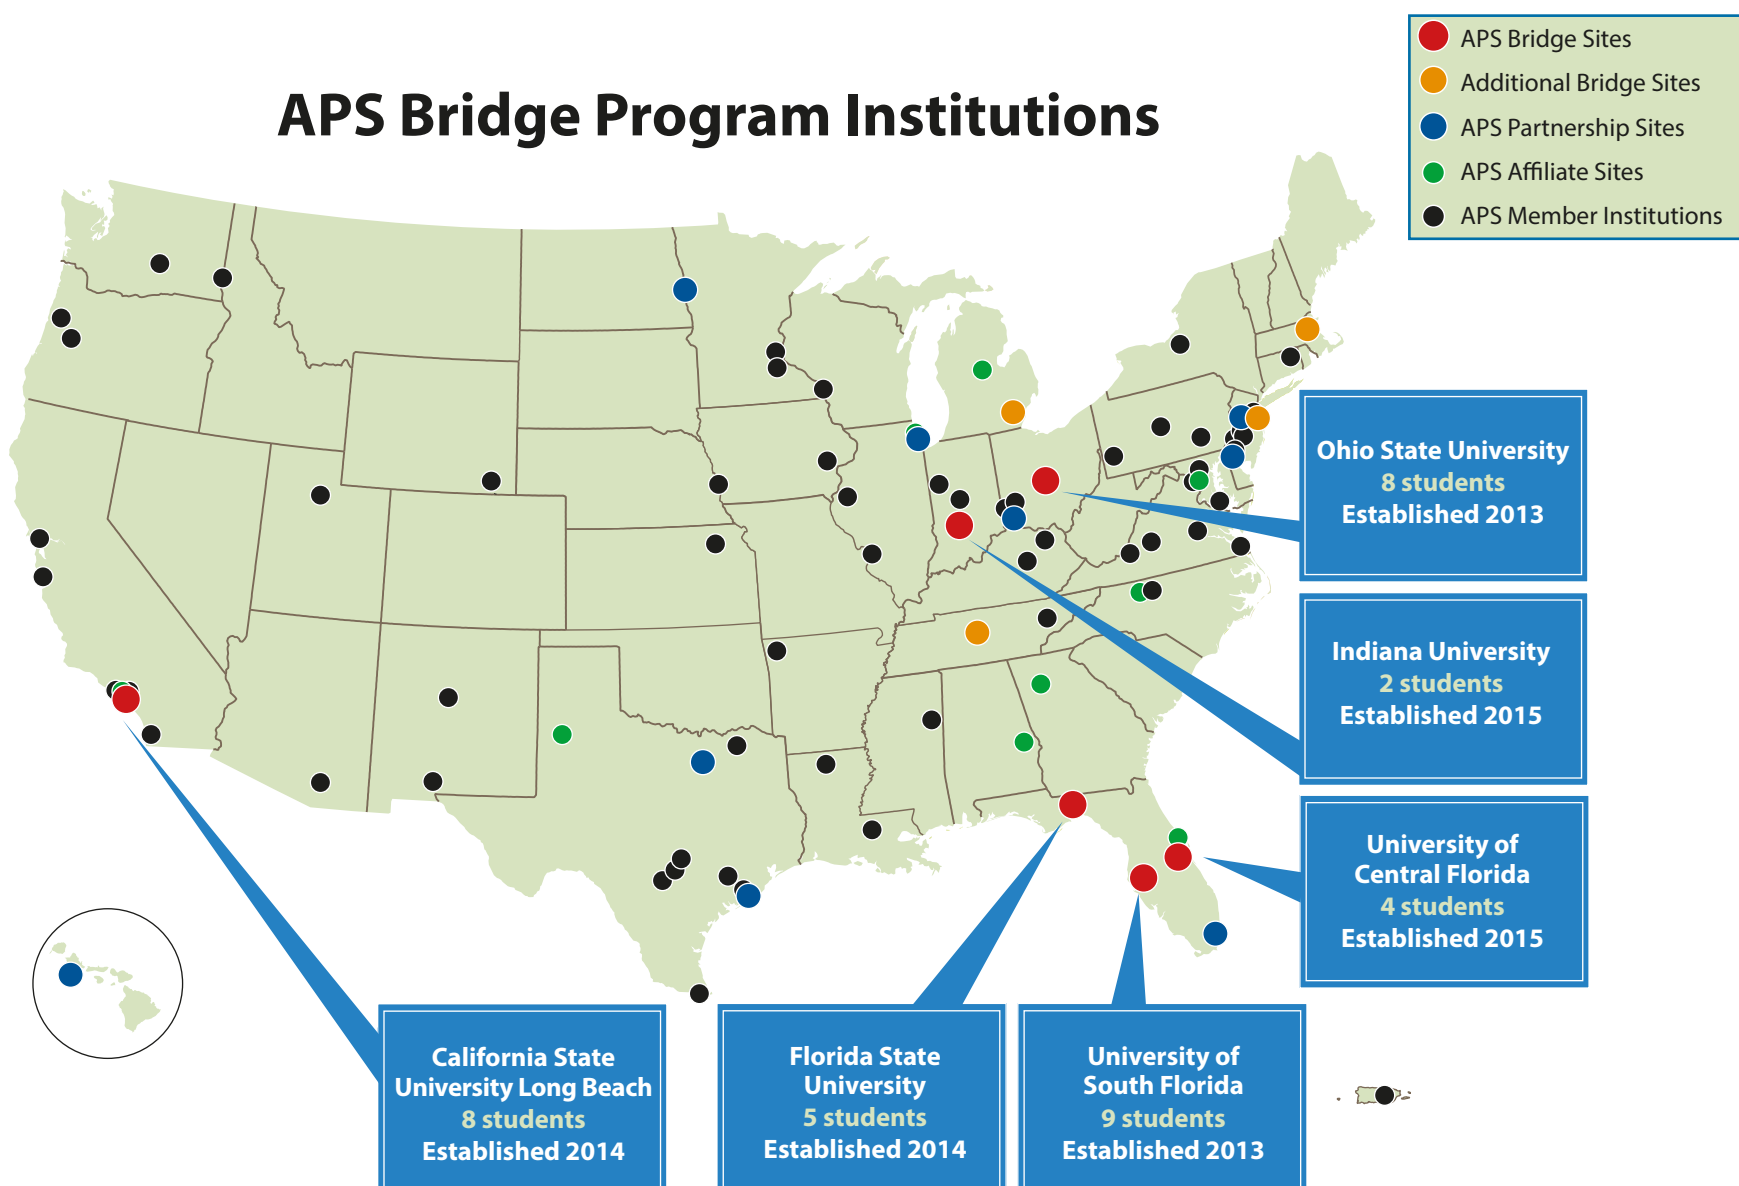 APS Bridge Program Institutions
APS Bridge Sites
Additional Bridge Sites
APS Partnership Sites
APS Affiliate Sites
APS Member Institutions
Ohio State University
8 students
Established 2013
Indiana University
2 students
Established 2015
University of
Central Florida
4 students
Established 2015
California State
University Long Beach
8 students
Established 2014
Florida State
University
5 students
Established 2014
University of
South Florida
9 students
Established 2013